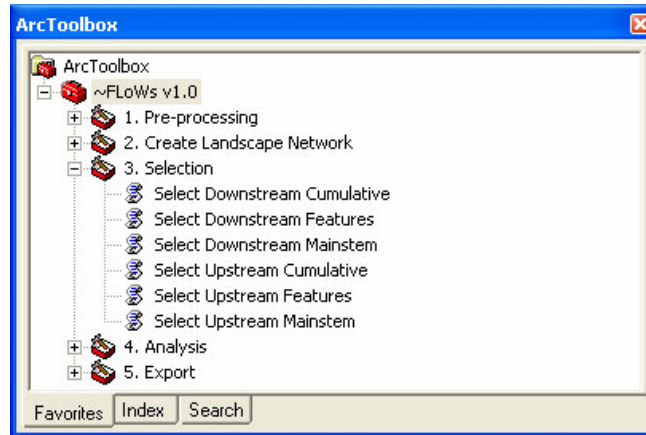 ArcToolbox
ArcToolbox
~FLoWs v1.0
1. Pre-processing
2. Create Landscape Network
3. Selection
Select Downstream Cumulative
Select Downstream Features
Select Downstream Mainstem
Select Upstream Cumulative
Select Upstream Features
Select Upstream Mainstem
4. Analysis
5. Export
Favorites Index Search